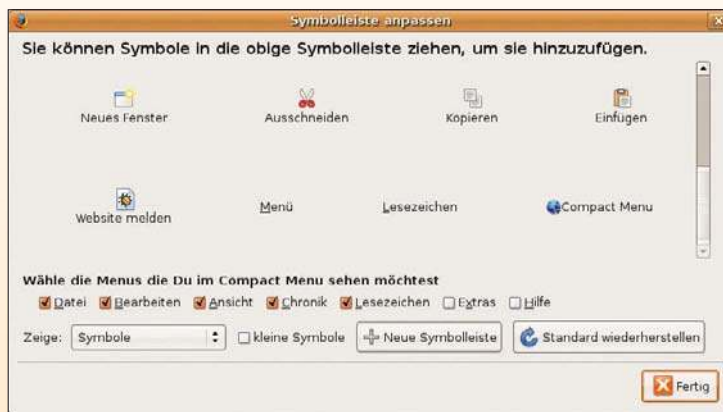 Symbolleiste anpassen
Sie können Symbole in die obige Symbolleiste ziehen, um sie hinzuzufügen.
Neues Fenster Ausschneiden Kopieren Einfügen
Website melden Menü Lesezeichen Compact Menu
Wähle die Menus die Du im Compact Menu sehen möchtest
Datei Bearbeiten Ansicht Chronik Lesezeichen Extras Hilfe
Zeige: Symbole kleine Symbole Neue Symbolleiste Standard wiederherstellen
Fertig